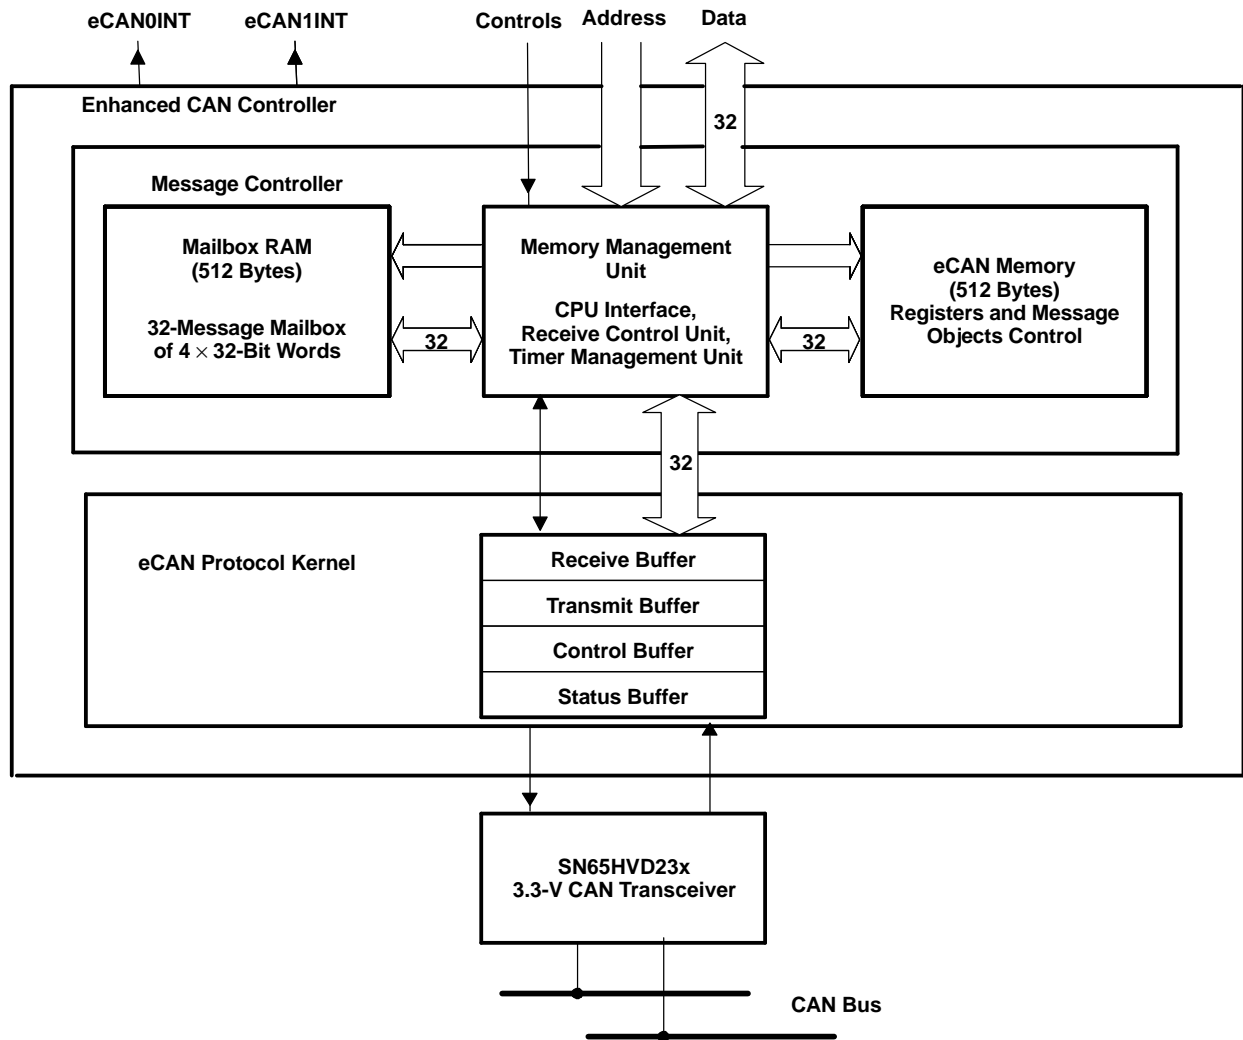 eCAN0INT
eCAN1INT
Controls
Address
Data
Enhanced CAN Controller
32
Message Controller
Mailbox RAM
(512 Bytes)
32-Message Mailbox
of 4 × 32-Bit Words
32
Memory Management
Unit
CPU Interface,
Receive Control Unit,
Timer Management Unit
32
eCAN Memory
(512 Bytes)
Registers and Message
Objects Control
32
eCAN Protocol Kernel
Receive Buffer
Transmit Buffer
Control Buffer
Status Buffer
SN65HVD23x
3.3-V CAN Transceiver
CAN Bus